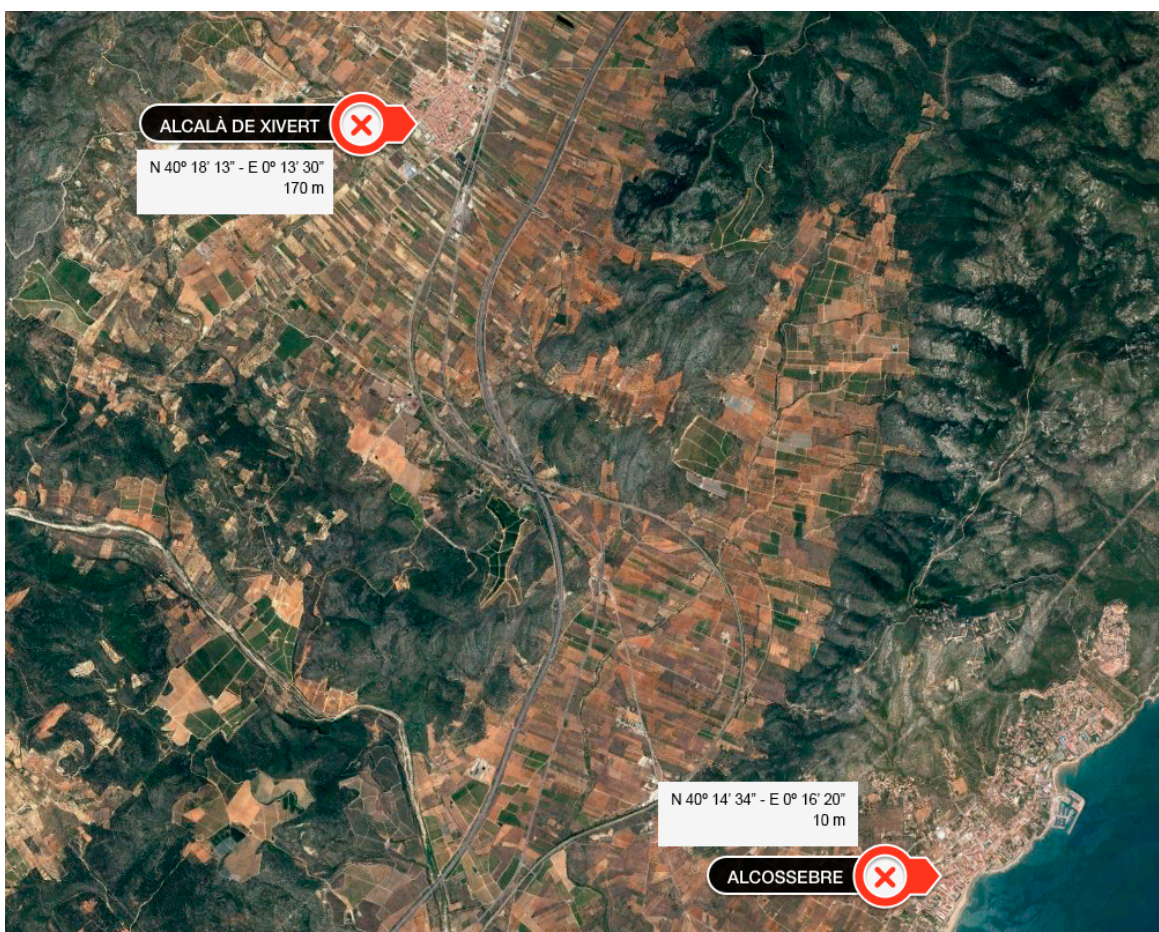 ALCALÀ DE XIVERT
N 40º 18’ 13” - E 0º 13’ 30”
170 m
N 40º 14’ 34” - E 0º 16’ 20”
10 m
ALCOSSEBRE